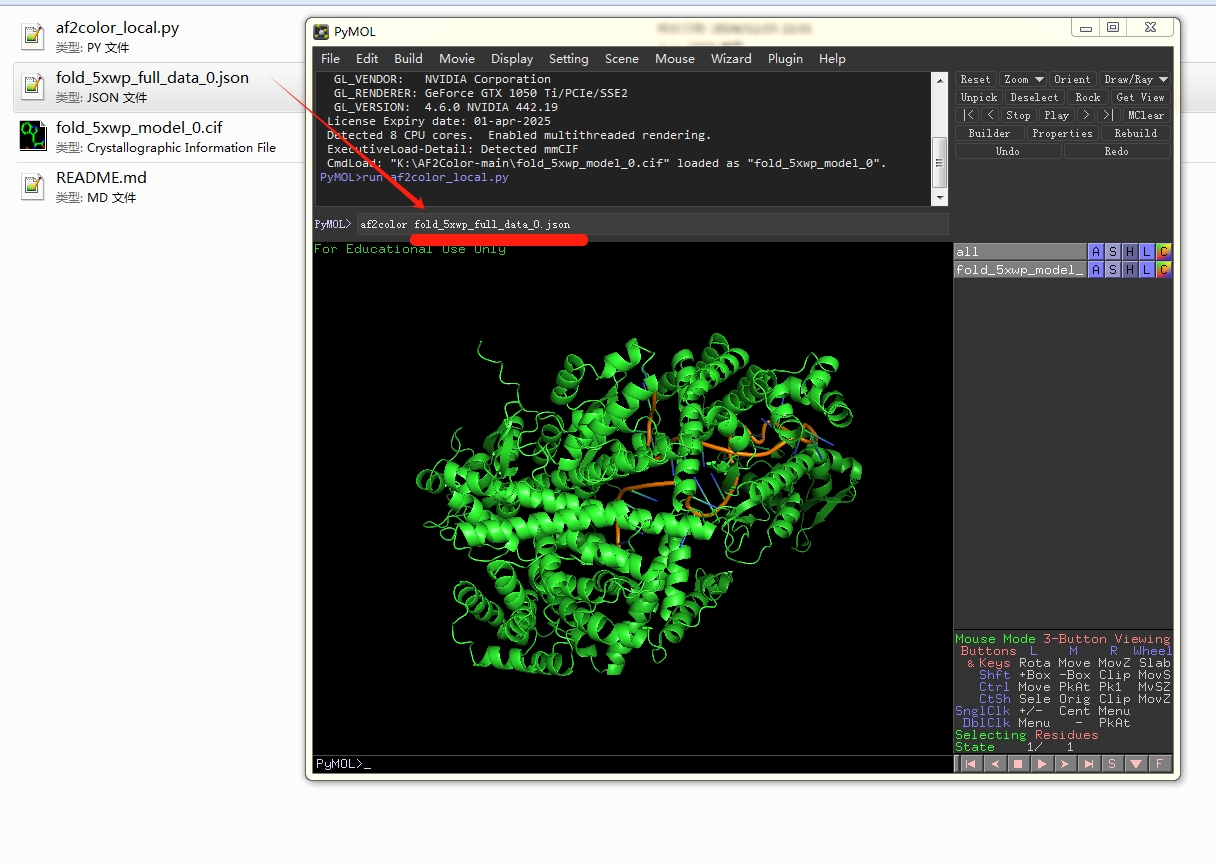 af2color_local.py
类型: PY 文件
fold_5xwp_full_data_0.json
类型: JSON 文件
fold_5xwp_model_0.cif
类型: Crystallographic Information File
README.md
类型: MD 文件
PyMOL
File Edit Build Movie Display Setting Scene Mouse Wizard Plugin Help
GL_VENDOR: NVIDIA Corporation
GL_RENDERER: GeForce GTX 1050 Ti/PCIe/SSE2
GL_VERSION: 4.6.0 NVIDIA 442.19
License Expiry date: 01-apr-2025
Detected 8 CPU cores. Enabled multithreaded rendering.
ExecutiveLoad-Detail: Detected mmCIF
CmdLoad: "K:\AF2Color-main\fold_5xwp_model_0.cif" loaded as "fold_5xwp_model_0".
PyMOL>run af2color_local.py
PyMOL> af2color fold_5xwp_full_data_0.json
Reset Zoom Orient Draw/Ray
Unpick Deselect Rock Get View
|< < Stop Play > >| MClear
Builder Properties Rebuild
Undo Redo
For Educational Use Only
all A S H L C
fold_5xwp_model_ A S H L C
Mouse Mode 3-Button Viewing
Buttons L M R Wheel
& Keys Rota Move MovZ Slab
Shft +Box -Box Clip MovS
Ctrl Move PkAt Pk1 MvSZ
CtSh Sele Orig Clip MovZ
SnglClk +/- Cent Menu
DblClk Menu - PkAt
Selecting Residues
State 1/ 1
PyMOL>_
S F